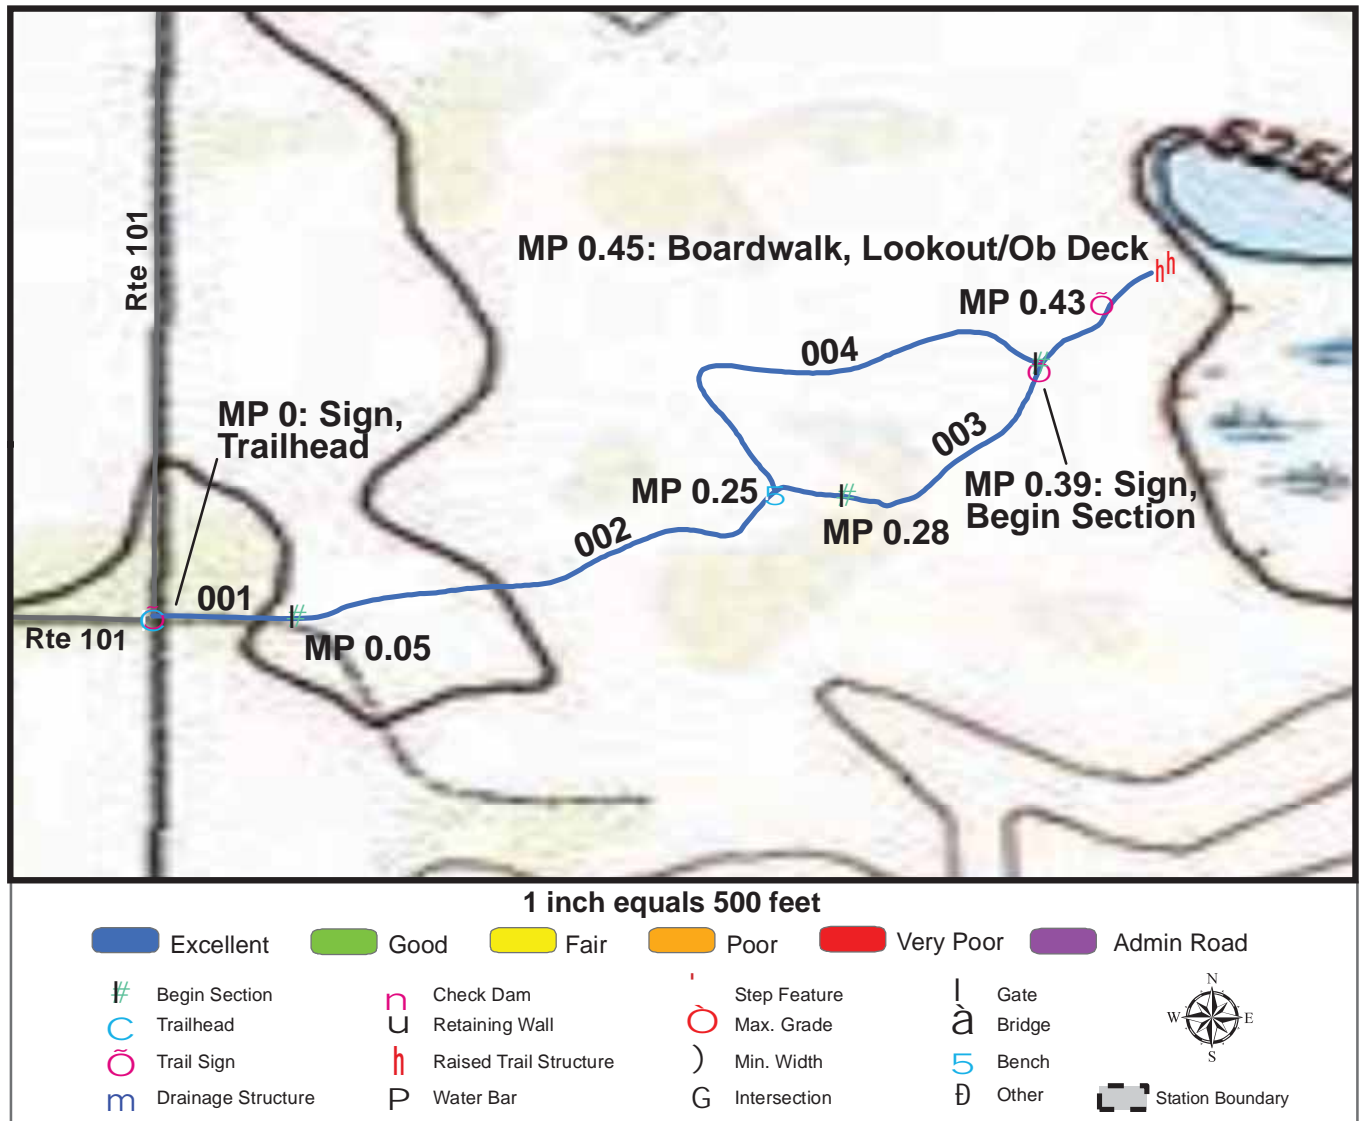 S25
Rte 101
MP 0.45: Boardwalk, Lookout/Ob Deck
hh
MP 0.43
Õ
004
MP 0: Sign,
Trailhead
003
MP 0.25
5
MP 0.28
MP 0.39: Sign,
Begin Section
002
001
Rte 101
MP 0.05
1 inch equals 500 feet
Excellent
Good
Fair
Poor
Very Poor
Admin Road
# Begin Section
n Check Dam
' Step Feature
l Gate
C Trailhead
u Retaining Wall
Ò Max. Grade
à Bridge
Õ Trail Sign
h Raised Trail Structure
) Min. Width
5 Bench
m Drainage Structure
P Water Bar
G Intersection
Ð Other
Station Boundary
N
W E
S